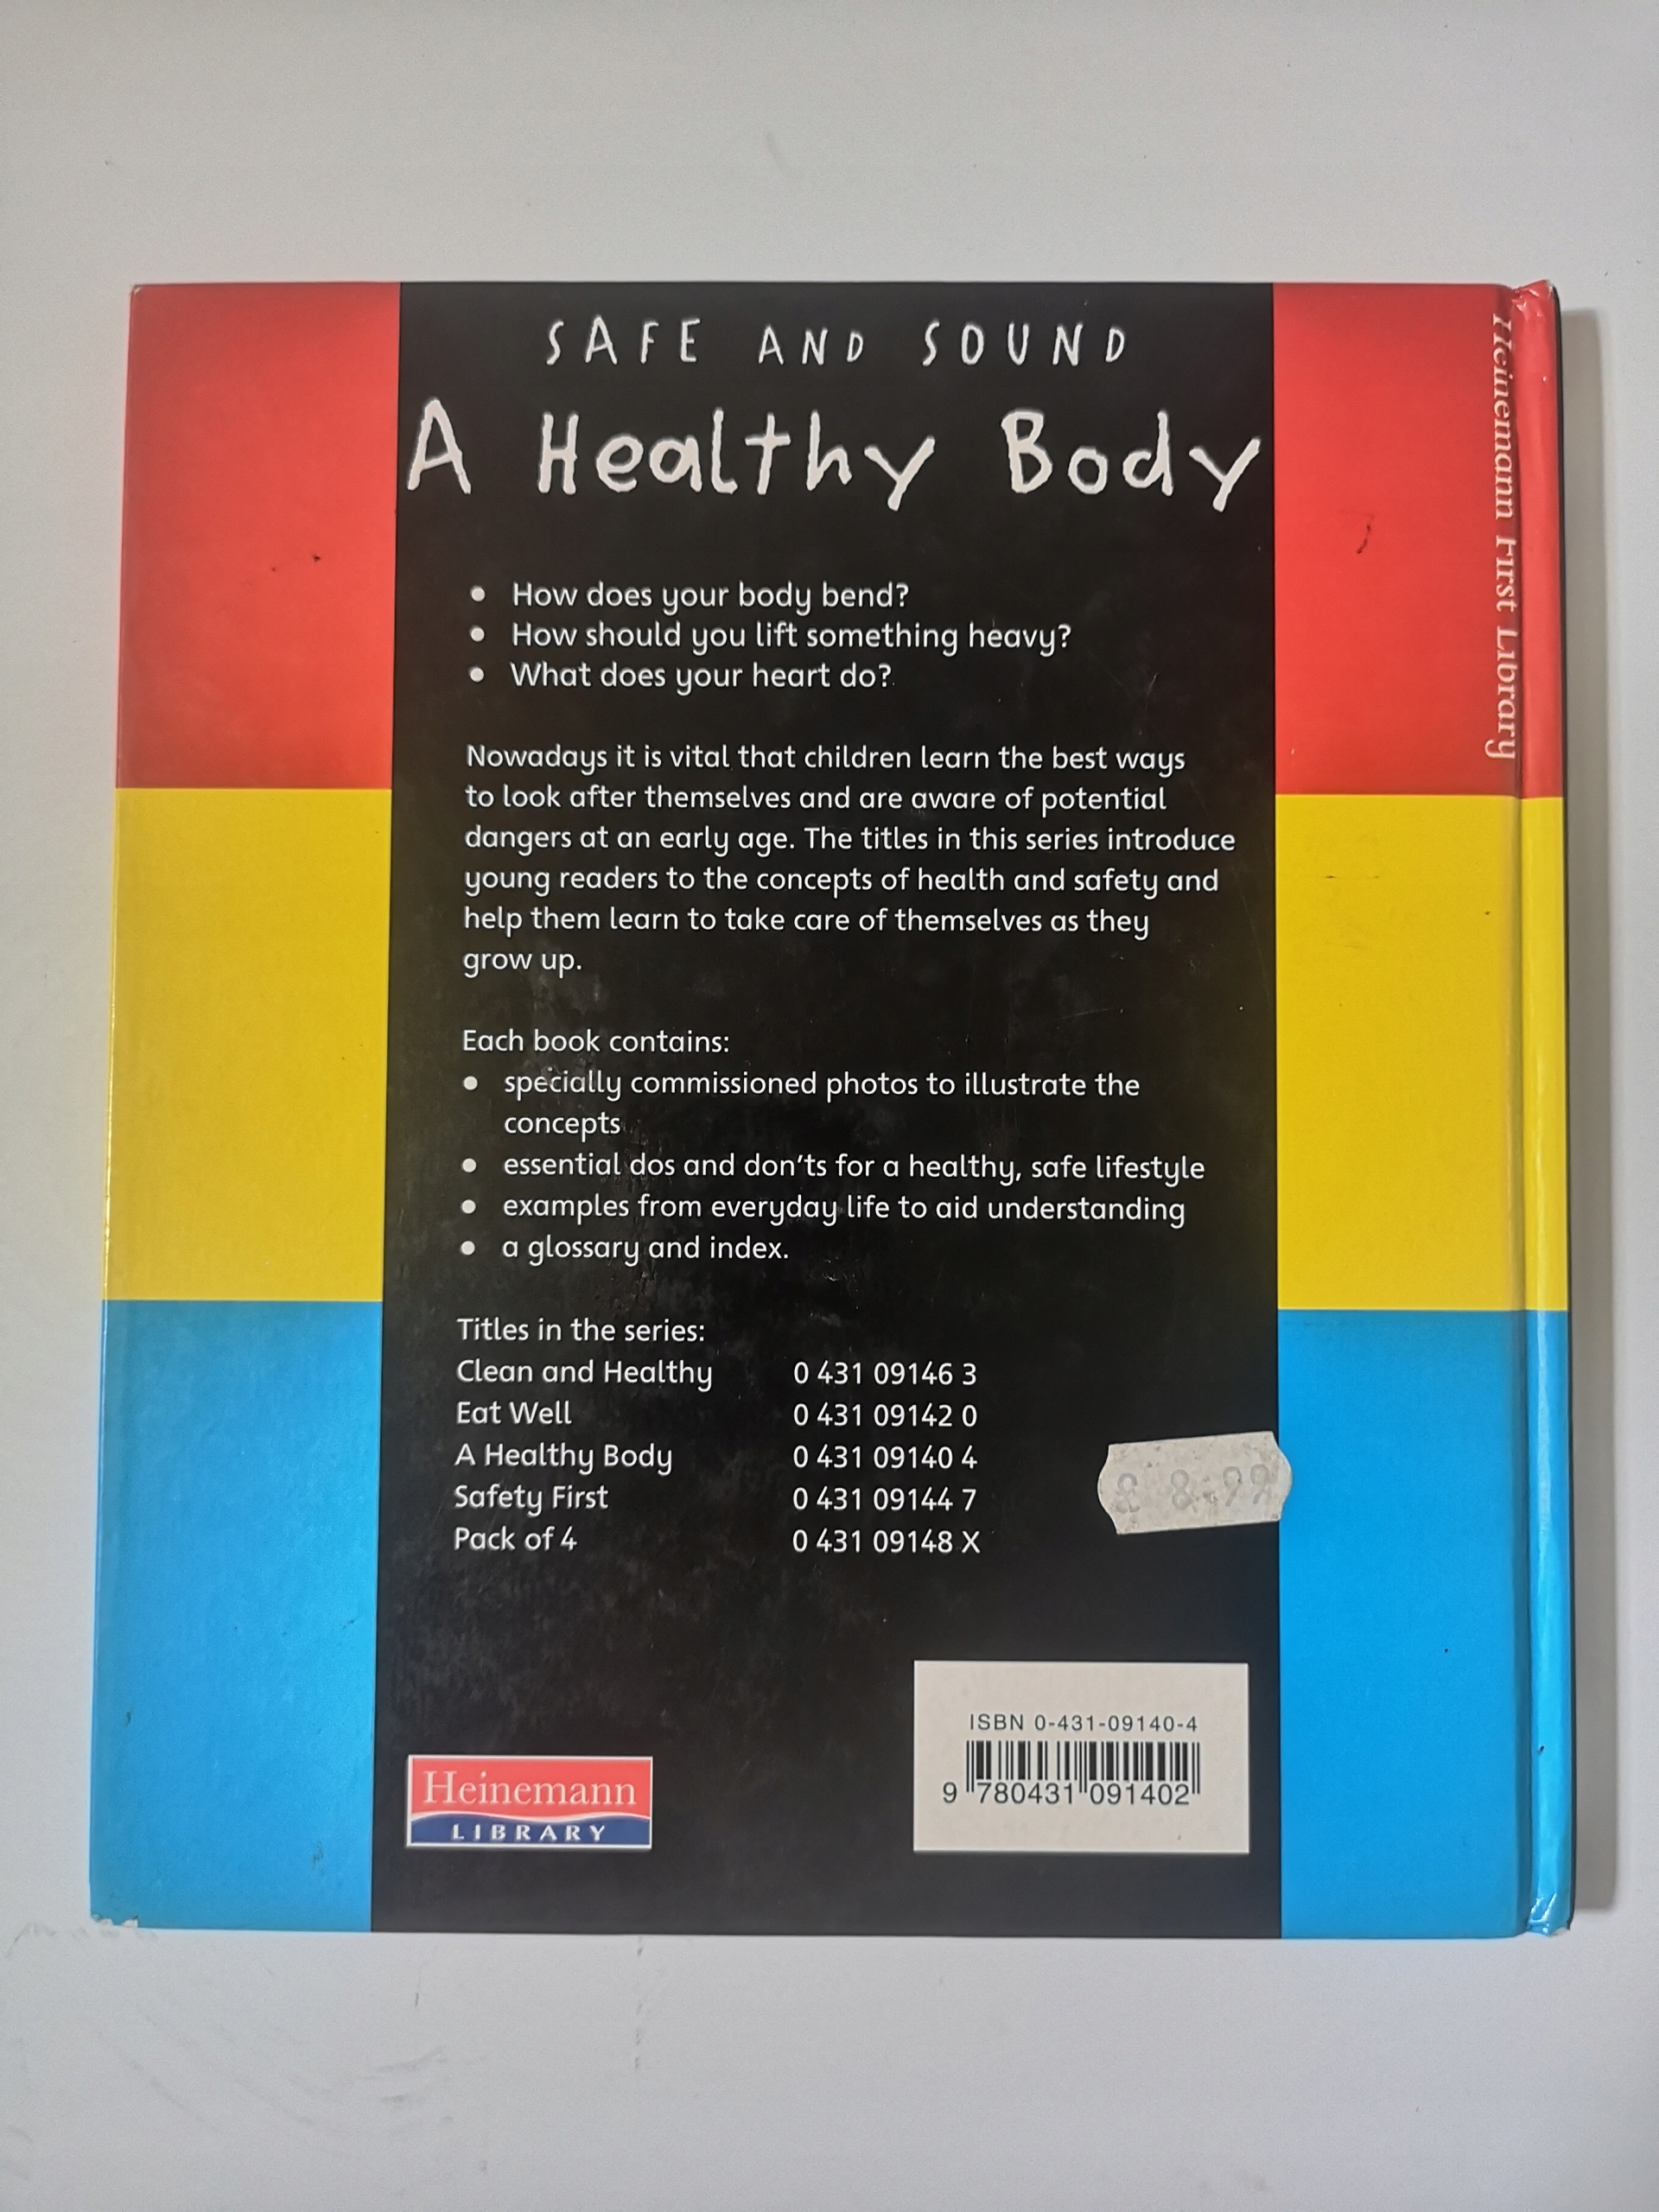 SAFE AND SOUND
A Healthy Body
• How does your body bend?
• How should you lift something heavy?
• What does your heart do?
Nowadays it is vital that children learn the best ways
to look after themselves and are aware of potential
dangers at an early age. The titles in this series introduce
young readers to the concepts of health and safety and
help them learn to take care of themselves as they
grow up.
Each book contains:
• specially commissioned photos to illustrate the
concepts
• essential dos and don'ts for a healthy, safe lifestyle
• examples from everyday life to aid understanding
• a glossary and index.
Titles in the series:
Clean and Healthy 0 431 09146 3
Eat Well 0 431 09142 0
A Healthy Body 0 431 09140 4
Safety First 0 431 09144 7
Pack of 4 0 431 09148 X
£ 8.99
Heinemann
LIBRARY
ISBN 0-431-09140-4
9 780431 091402
Heinemann First Library